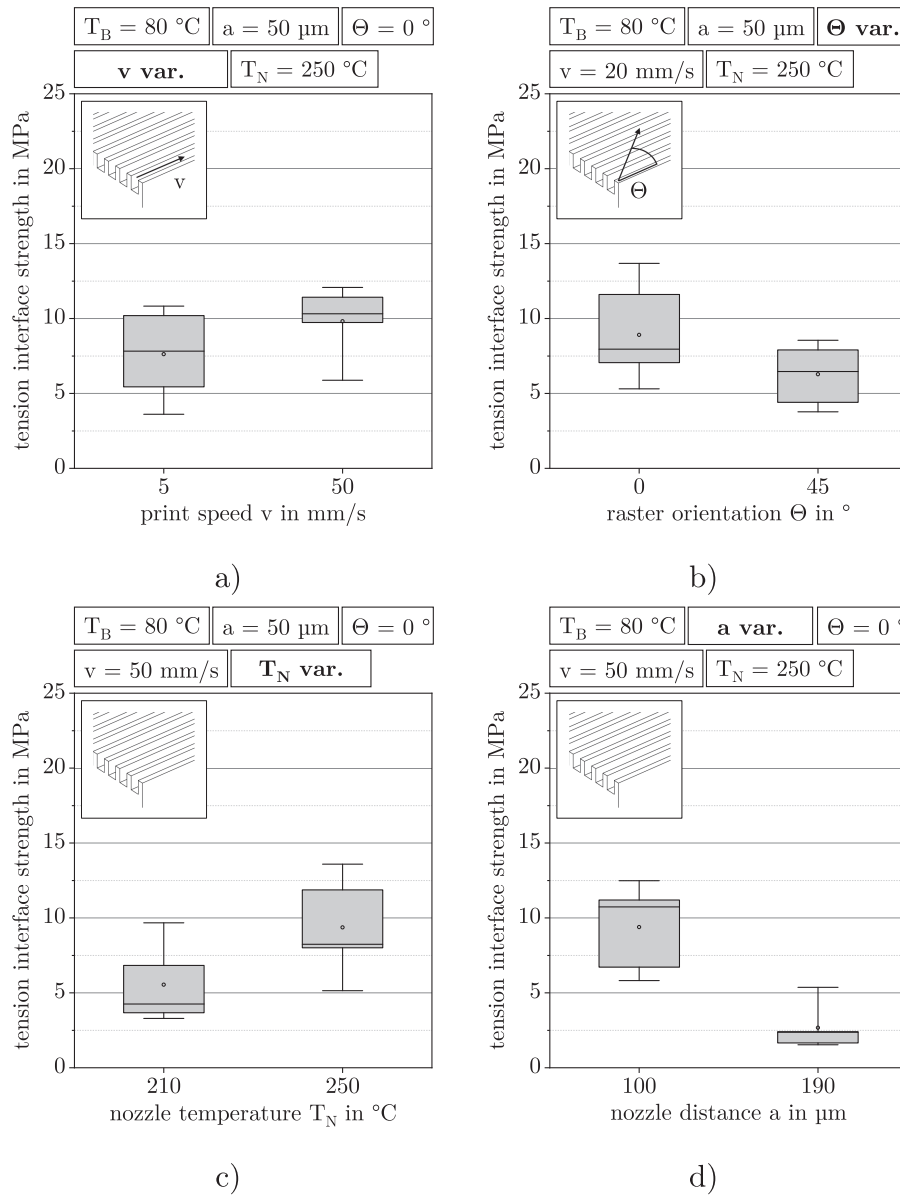 T_B = 80 °C a = 50 µm Θ = 0 °
v var. T_N = 250 °C
tension interface strength in MPa
25
20
15
10
5
0
v
5 50
print speed v in mm/s
a)
T_B = 80 °C a = 50 µm Θ var.
v = 20 mm/s T_N = 250 °C
tension interface strength in MPa
25
20
15
10
5
0
Θ
0 45
raster orientation Θ in °
b)
T_B = 80 °C a = 50 µm Θ = 0 °
v = 50 mm/s T_N var.
tension interface strength in MPa
25
20
15
10
5
0
210 250
nozzle temperature T_N in °C
c)
T_B = 80 °C a var. Θ = 0 °
v = 50 mm/s T_N = 250 °C
tension interface strength in MPa
25
20
15
10
5
0
100 190
nozzle distance a in µm
d)